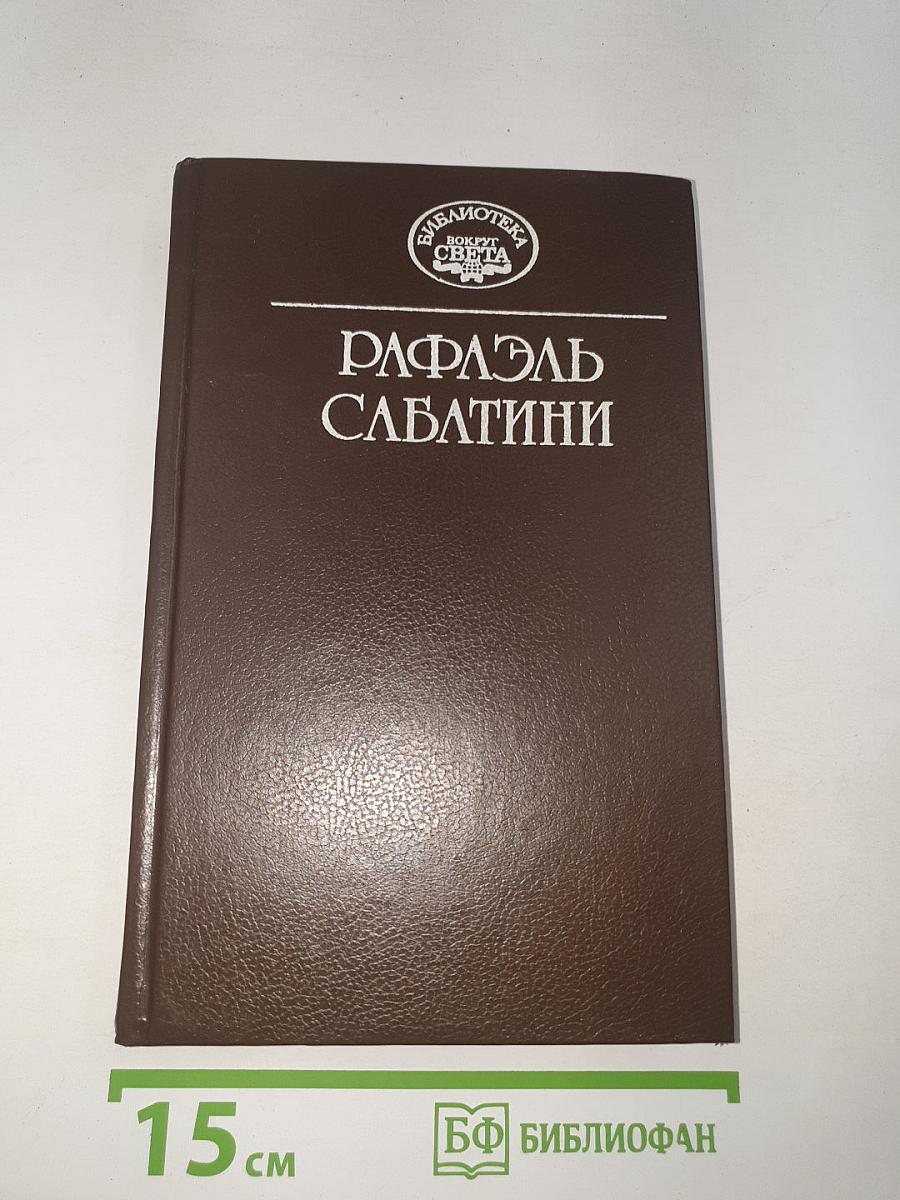 БИБЛИОТЕКА
ВОКРУГ
СВЕТА
РАФАЭЛЬ
САБАТИНИ
15 см
БФ БИБЛИОФАН